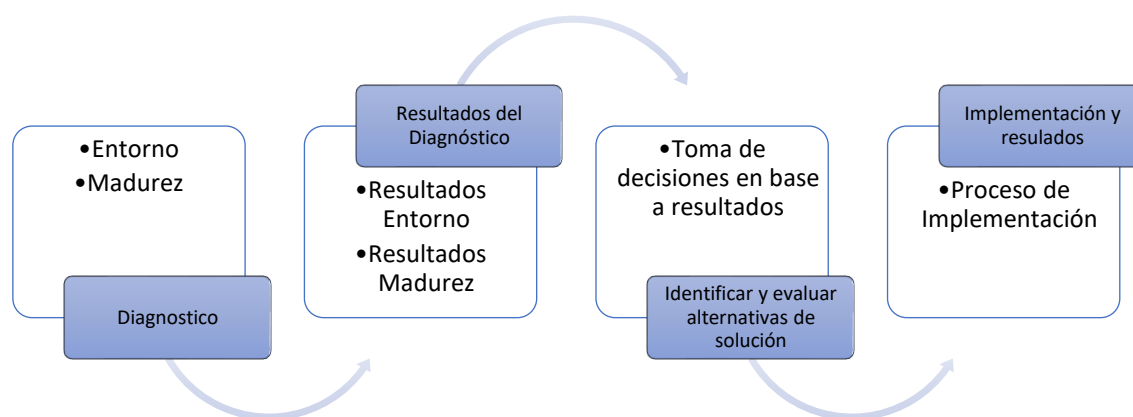 •Entorno
•Madurez
Diagnostico
Resultados del
Diagnóstico
•Resultados
Entorno
•Resultados
Madurez
•Toma de
decisiones en base
a resultados
Identificar y evaluar
alternativas de
solución
Implementación y
resulados
•Proceso de
Implementación